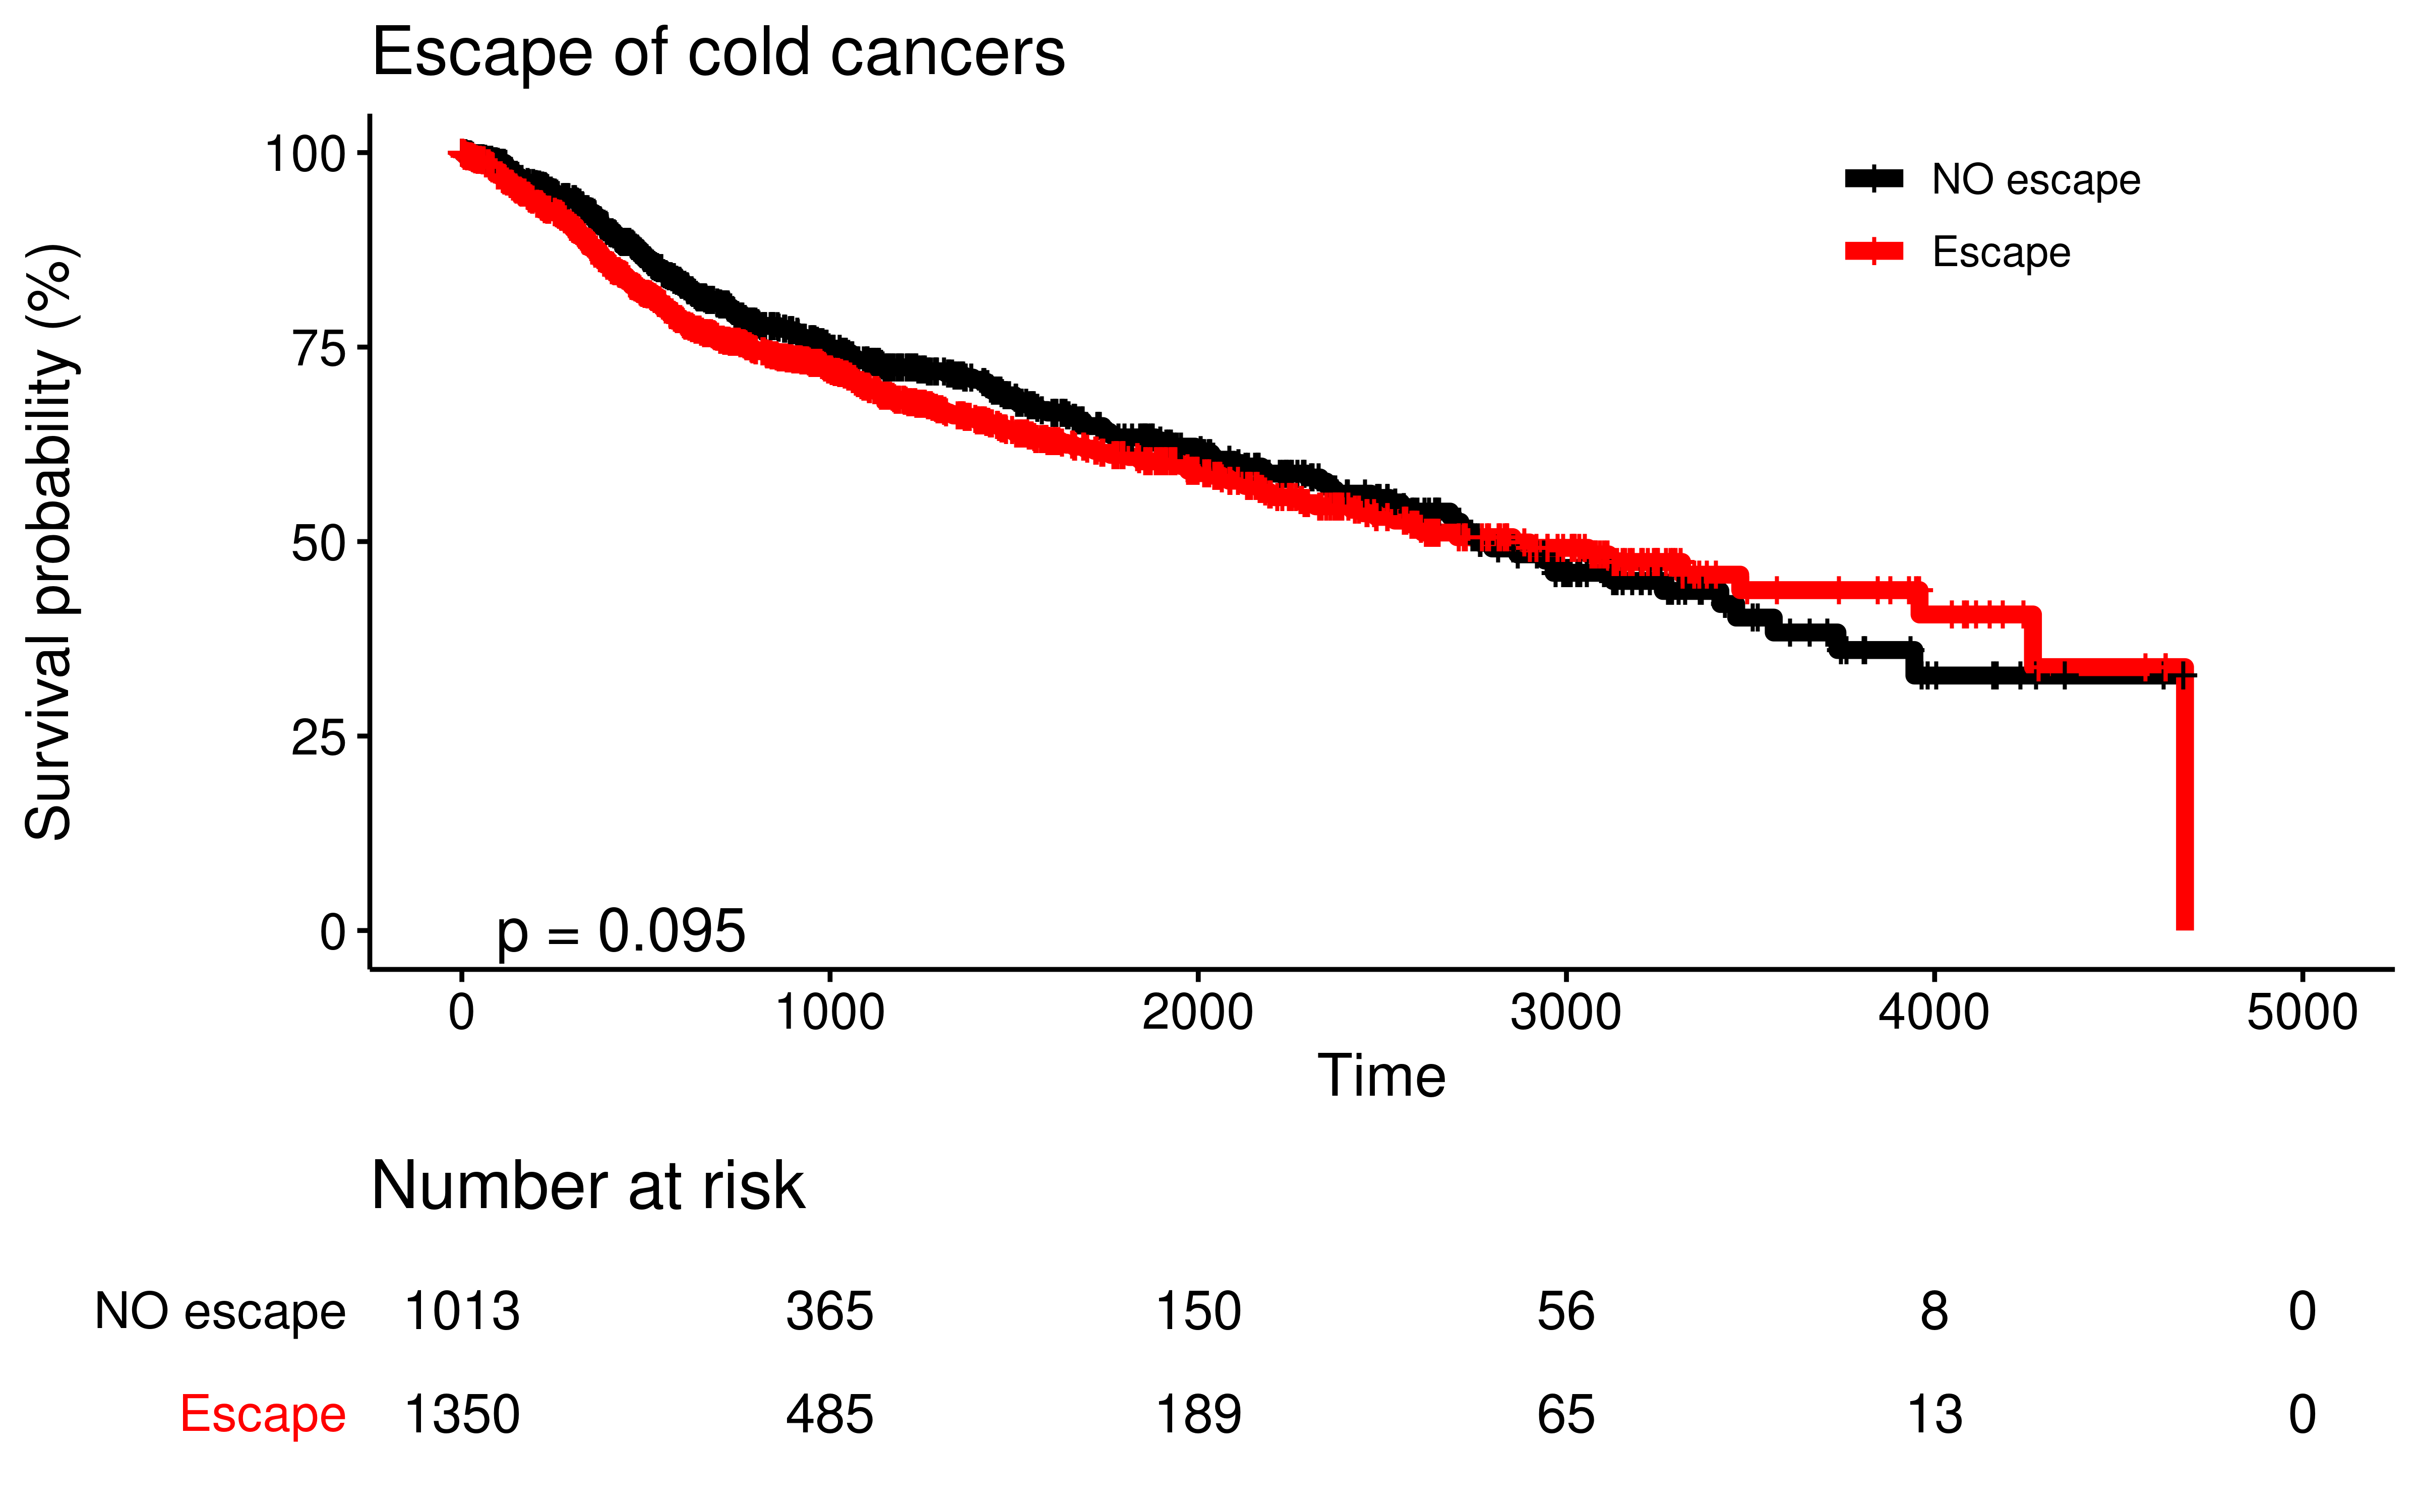 Escape of cold cancers
Survival probability (%)
100
75
50
25
0
NO escape
Escape
p = 0.095
0 1000 2000 3000 4000 5000
Time
Number at risk
NO escape 1013 365 150 56 8 0
Escape 1350 485 189 65 13 0